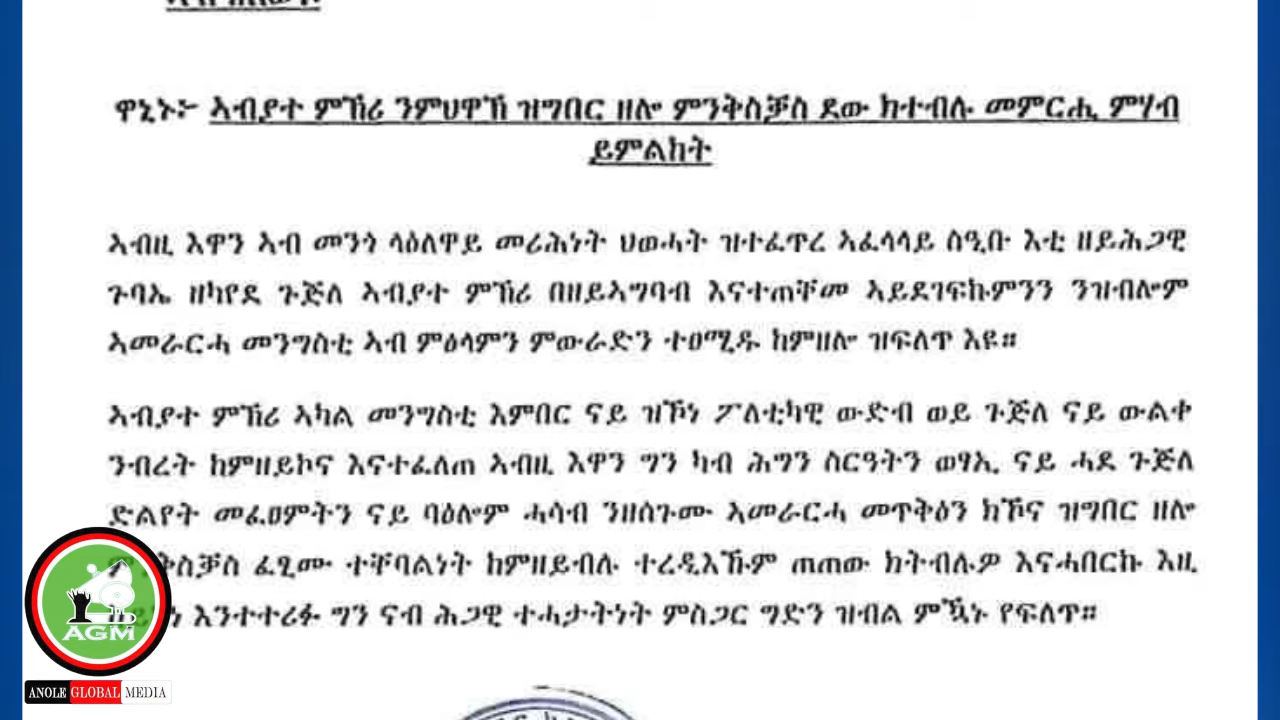 ዋኒኑ፦ ኣብያተ ምኽሪ ንምህዋኽ ዝግበር ዘሎ ምንቅስቓስ ደው ክተብሉ መምርሒ ምሃብ
ይምልከት
ኣብዚ እዋን ኣብ መንጎ ላዕለዋይ መሪሕነት ህወሓት ዝተፈጥረ ኣፈላላይ ስዒቡ እቲ ዘይሕጋዊ
ጉባኤ ዘካየደ ጉጅለ ኣብያተ ምኽሪ በዘይኣግባብ እናተጠቐመ ኣይደገፍኩምንን ንዝብሎም
ኣመራርሓ መንግስቲ ኣብ ምዕላምን ምውራድን ተፀሚዱ ከምዘሎ ዝፍለጥ እዩ።
ኣብያተ ምኽሪ ኣካል መንግስቲ እምበር ናይ ዝኾነ ፖለቲካዊ ውድብ ወይ ጉጅለ ናይ ውልቀ
ንብረት ከምዘይኮና እናተፈለጠ ኣብዚ እዋን ግን ካብ ሕግን ስርዓትን ወፃኢ ናይ ሓደ ጉጅለ
ድልየት መፈፀምትን ናይ ባዕሎም ሓሳብ ንዘሰጉሙ ኣመራርሓ መጥቅዕን ክኾና ዝግበር ዘሎ
ፈፂሙ ተቐባልነት ከምዘይብሉ ተረዲእኹም ጠጠው ክትብሉዎ እናሓበርኩ እዚ
እንተተሪፉ ግን ናብ ሕጋዊ ተሓታትነት ምስጋር ግድን ዝብል ምዃኑ የፍለጥ።
AGM
ANOLE GLOBAL MEDIA